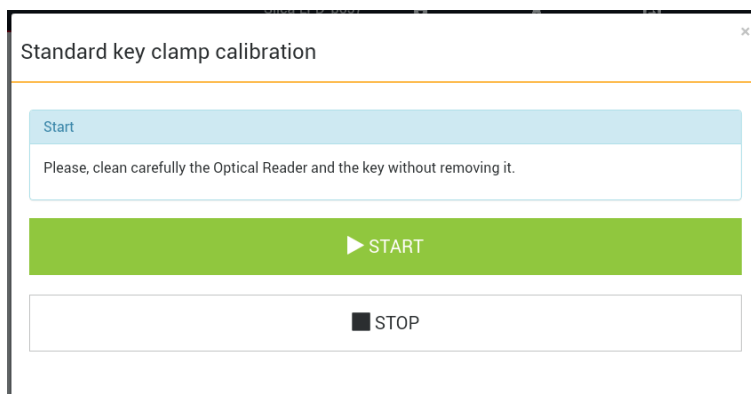 Standard key clamp calibration
×
Start
Please, clean carefully the Optical Reader and the key without removing it.
START
STOP